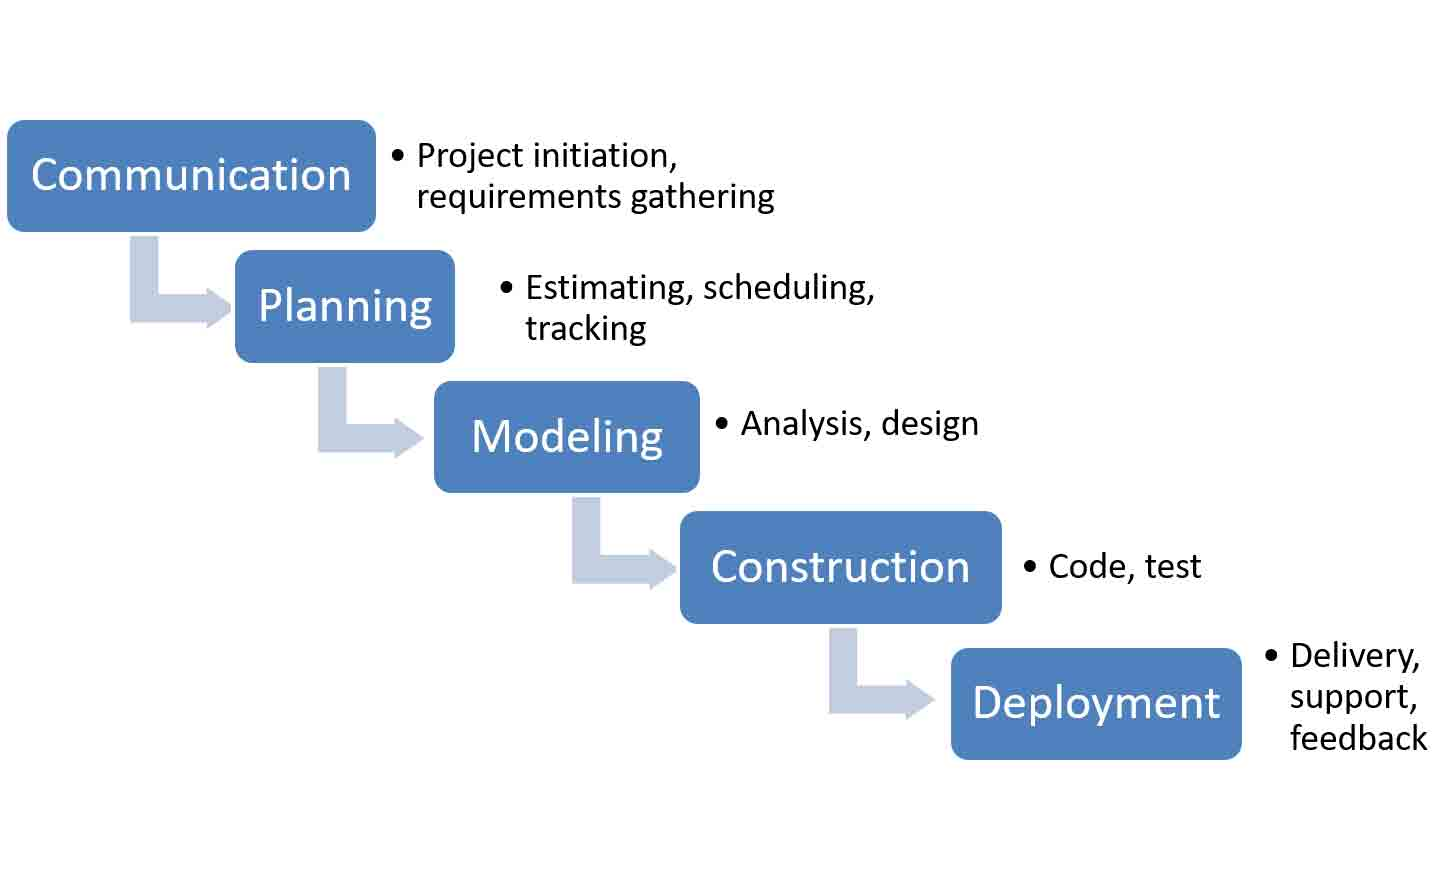 Communication
• Project initiation,
requirements gathering
Planning
• Estimating, scheduling,
tracking
Modeling
• Analysis, design
Construction
• Code, test
Deployment
• Delivery,
support,
feedback